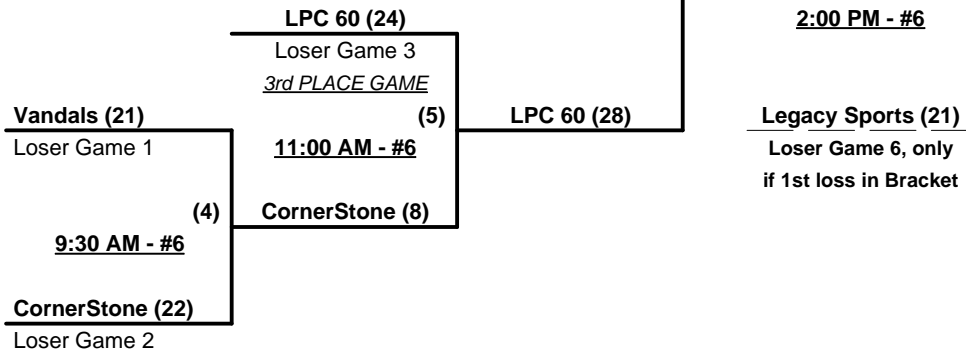 LPC 60 (24)
2:00 PM - #6
Loser Game 3
3rd PLACE GAME
Vandals (21)
(5)
LPC 60 (28)
Legacy Sports (21)
Loser Game 1
11:00 AM - #6
Loser Game 6, only
if 1st loss in Bracket
(4)
CornerStone (8)
9:30 AM - #6
CornerStone (22)
Loser Game 2